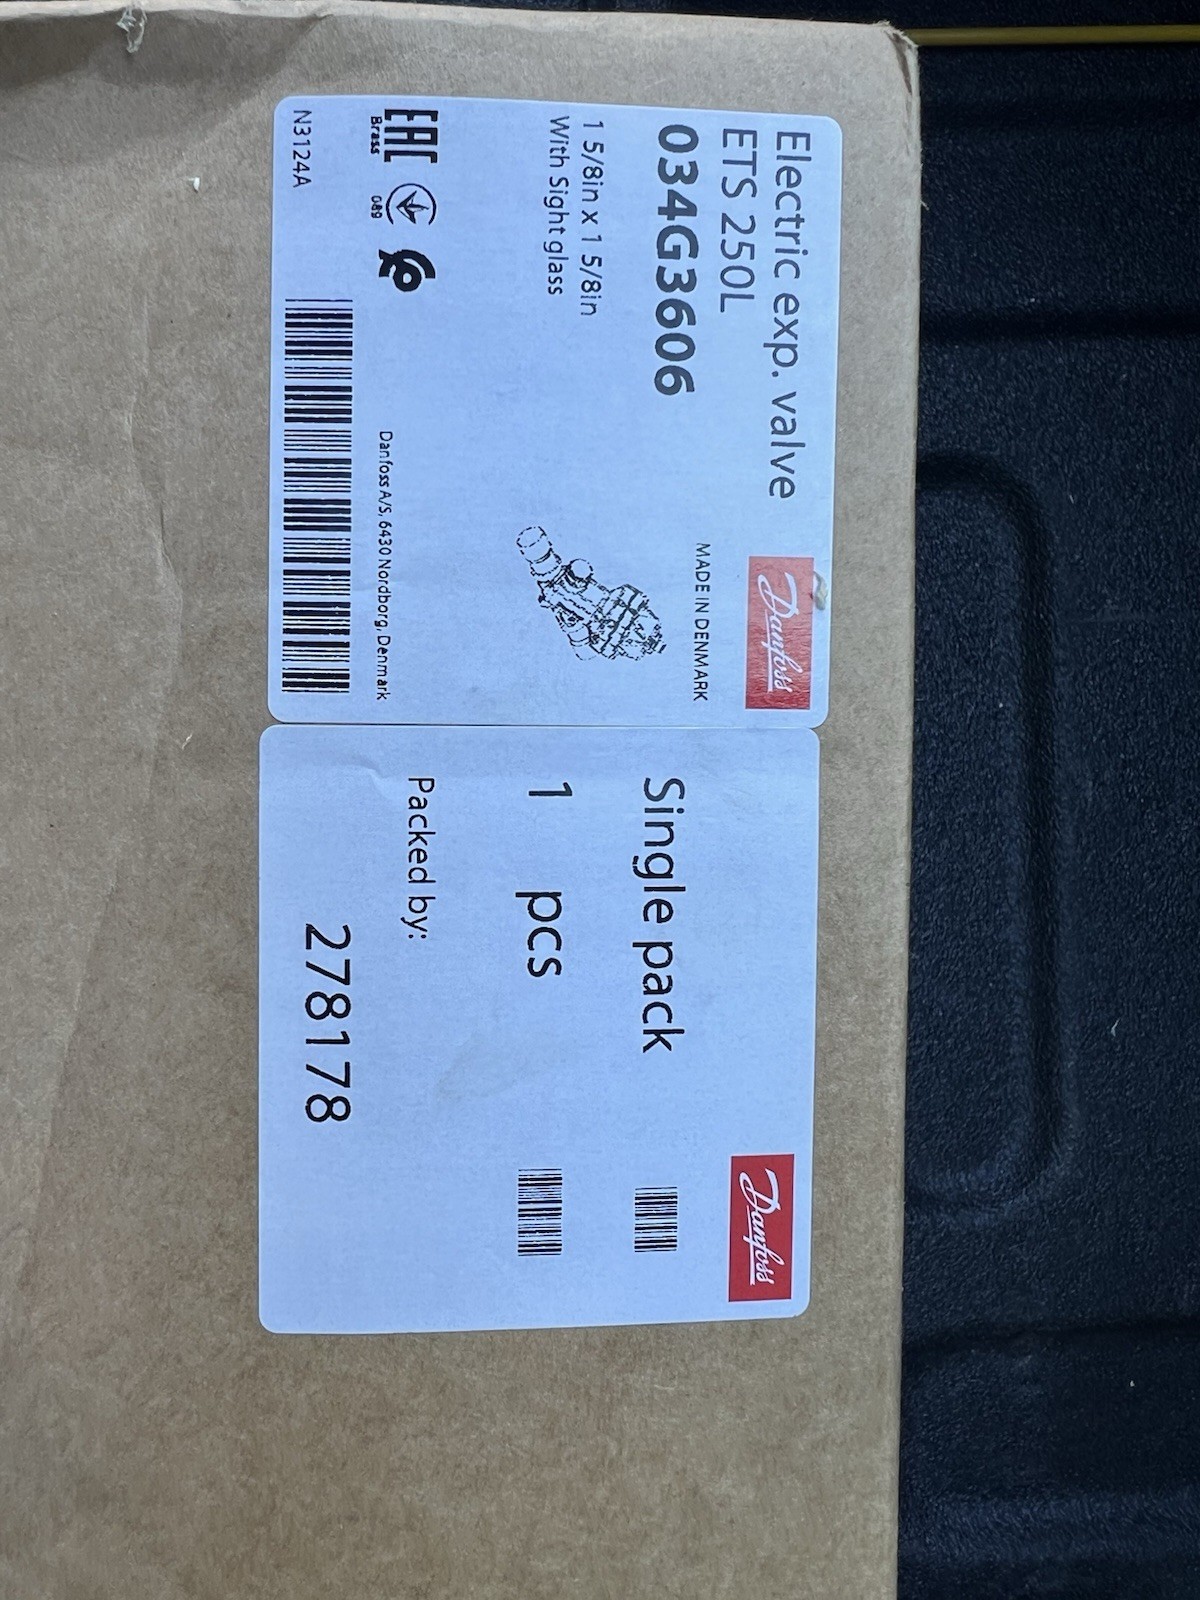 Electric exp. valve
ETS 250L
034G3606
Danfoss
MADE IN DENMARK
1 5/8in x 1 5/8in
With Sight glass
EAC
Brass
089
Danfoss A/S, 6430 Nordborg, Denmark
N3124A
Danfoss
Single pack
1 pcs
Packed by:
278178